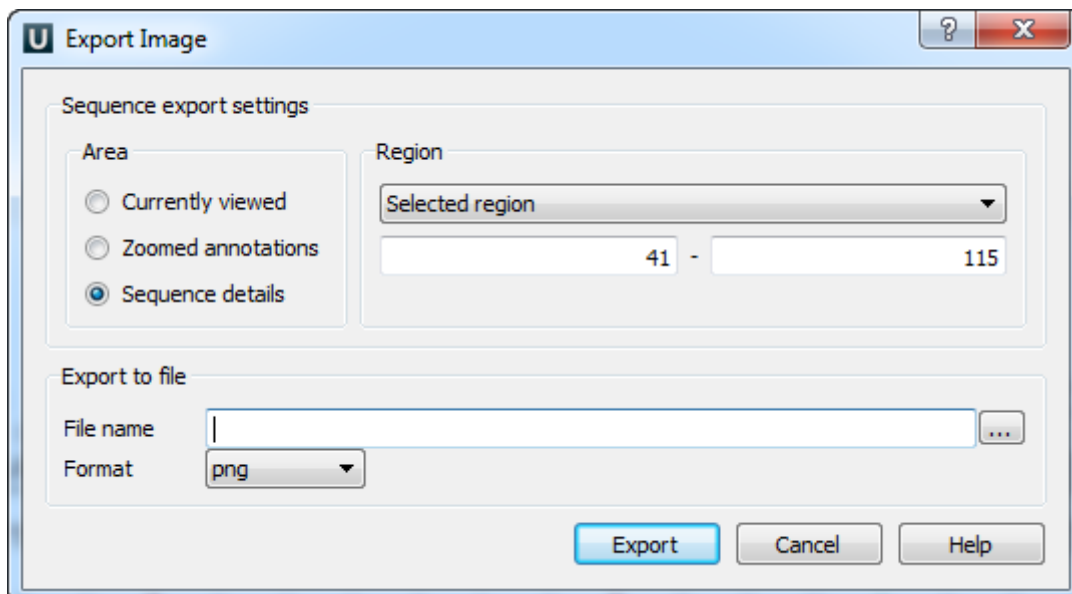 U Export Image
Sequence export settings
Area
Currently viewed
Zoomed annotations
Sequence details
Region
Selected region
41 - 115
Export to file
File name ...
Format png
Export Cancel Help